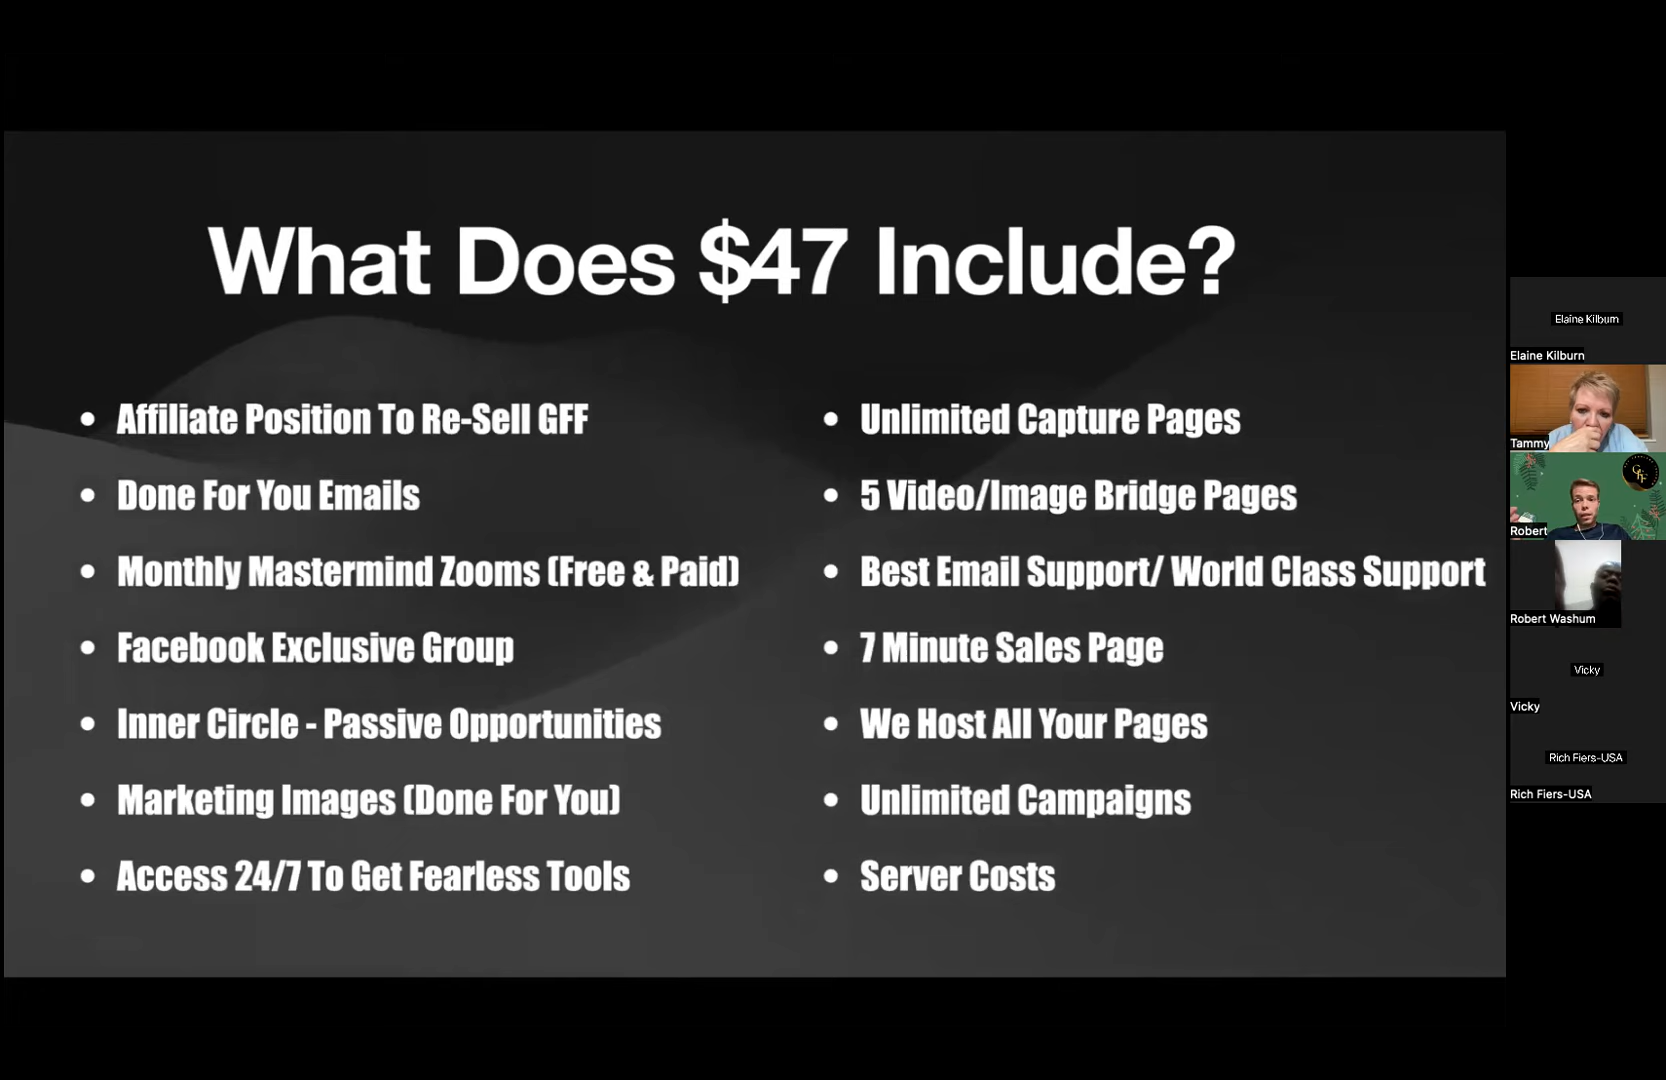 What Does $47 Include?
Affiliate Position To Re-Sell GFF
Done For You Emails
Monthly Mastermind Zooms (Free & Paid)
Facebook Exclusive Group
Inner Circle - Passive Opportunities
Marketing Images (Done For You)
Access 24/7 To Get Fearless Tools
Unlimited Capture Pages
5 Video/Image Bridge Pages
Best Email Support/ World Class Support
7 Minute Sales Page
We Host All Your Pages
Unlimited Campaigns
Server Costs
Elaine Kilburn
Elaine Kilburn
Tammy
GFF
Robert
Robert Washum
Vicky
Vicky
Rich Fiers-USA
Rich Fiers-USA